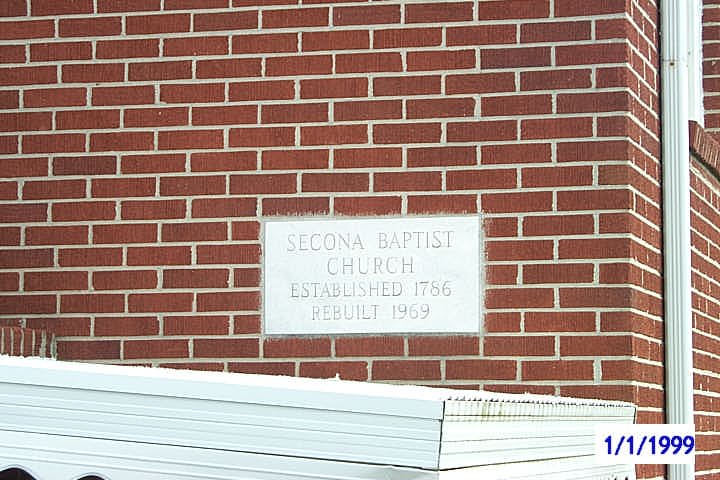 SECONA BAPTIST
CHURCH
ESTABLISHED 1786
REBUILT 1969
1/1/1999